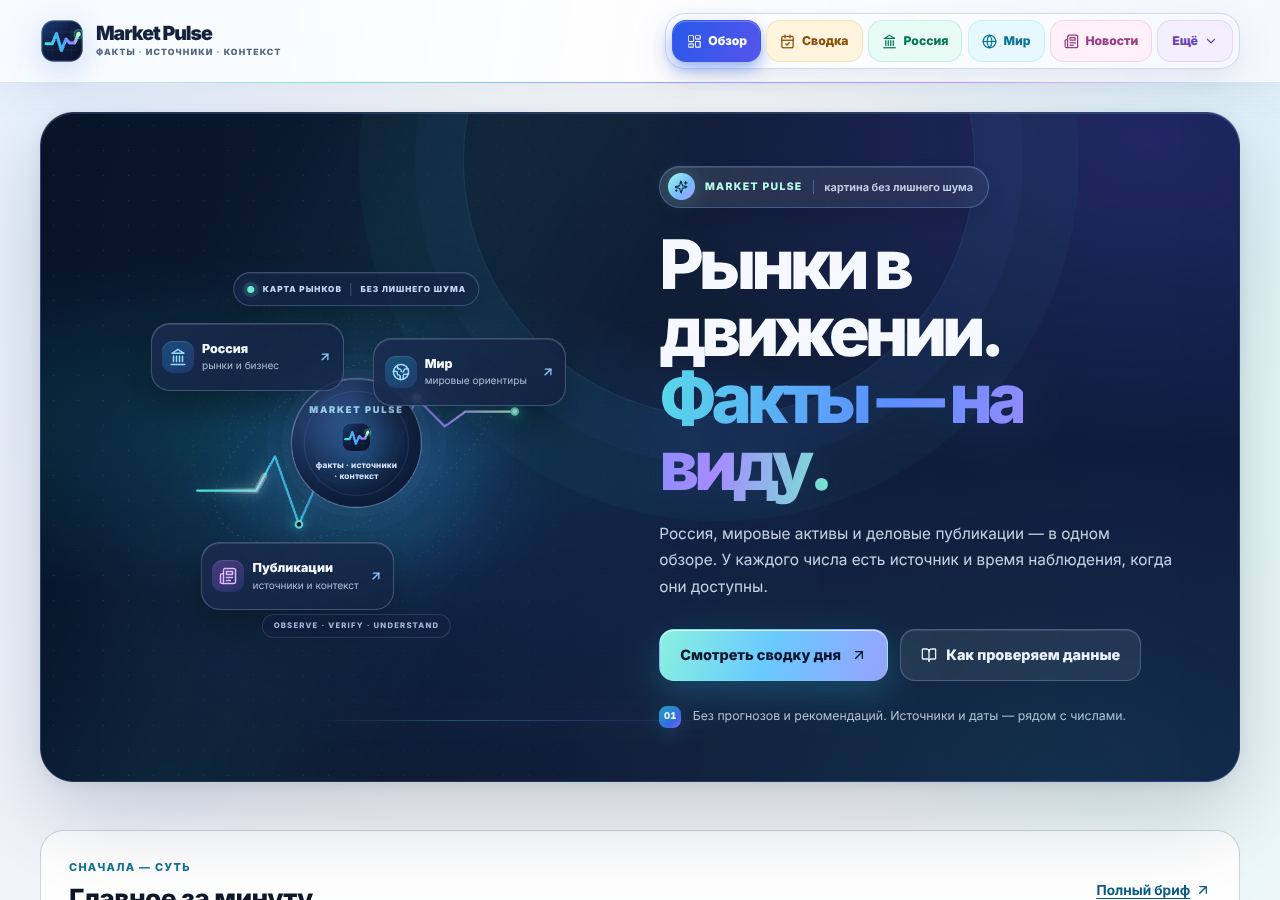 Market Pulse
ФАКТЫ · ИСТОЧНИКИ · КОНТЕКСТ
Обзор
Сводка
Россия
Мир
Новости
Ещё
КАРТА РЫНКОВ | БЕЗ ЛИШНЕГО ШУМА
Россия
рынки и бизнес
Мир
мировые ориентиры
MARKET PULSE
факты · источники
· контекст
Публикации
источники и контекст
OBSERVE · VERIFY · UNDERSTAND
MARKET PULSE | картина без лишнего шума
Рынки в
движении.
Факты — на
виду.
Россия, мировые активы и деловые публикации — в одном
обзоре. У каждого числа есть источник и время наблюдения, когда
они доступны.
Смотреть сводку дня
Как проверяем данные
01 Без прогнозов и рекомендаций. Источники и даты — рядом с числами.
СНАЧАЛА — СУТЬ
Главное за минуту
Полный бриф